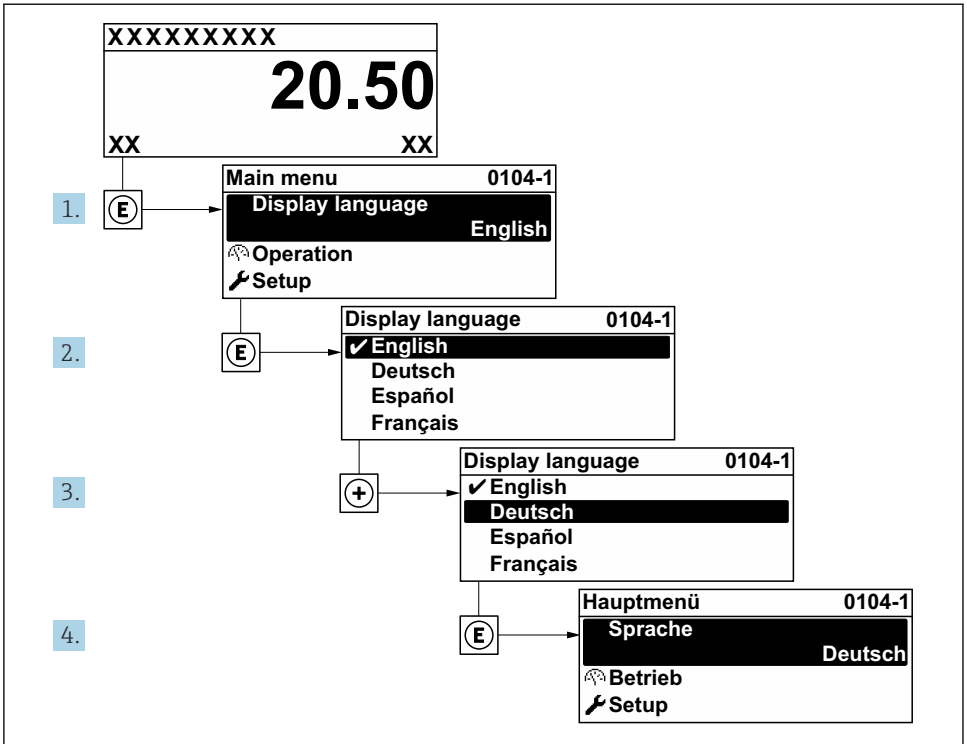 XXXXXXXXX
20.50
XX XX
1. E
Main menu 0104-1
Display language
English
Operation
Setup
2. E
Display language 0104-1
✔English
Deutsch
Español
Français
3. +
Display language 0104-1
✔English
Deutsch
Español
Français
4. E
Hauptmenü 0104-1
Sprache
Deutsch
Betrieb
Setup